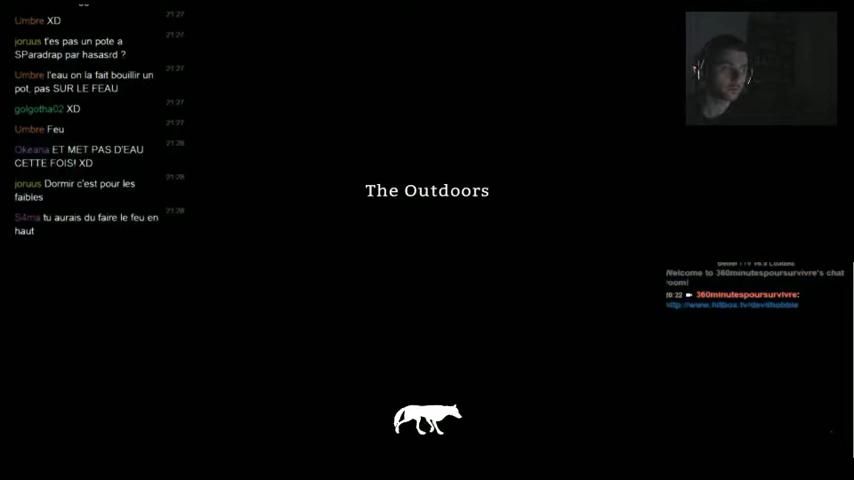 Umbre XD 21:27
joruus t'es pas un pote a 21:27
SParadrap par hasasrd ?
Umbre l'eau on la fait bouillir un 21:27
pot, pas SUR LE FEAU
golgotha02 XD 21:27
Umbre Feu 21:27
Okeana ET MET PAS D'EAU 21:28
CETTE FOIS! XD
joruus Dormir c'est pour les 21:28
faibles
S4ma tu aurais du faire le feu en 21:28
haut
The Outdoors
Welcome to 360minutespoursurvivre's chat
room!
360minutespoursurvivre: